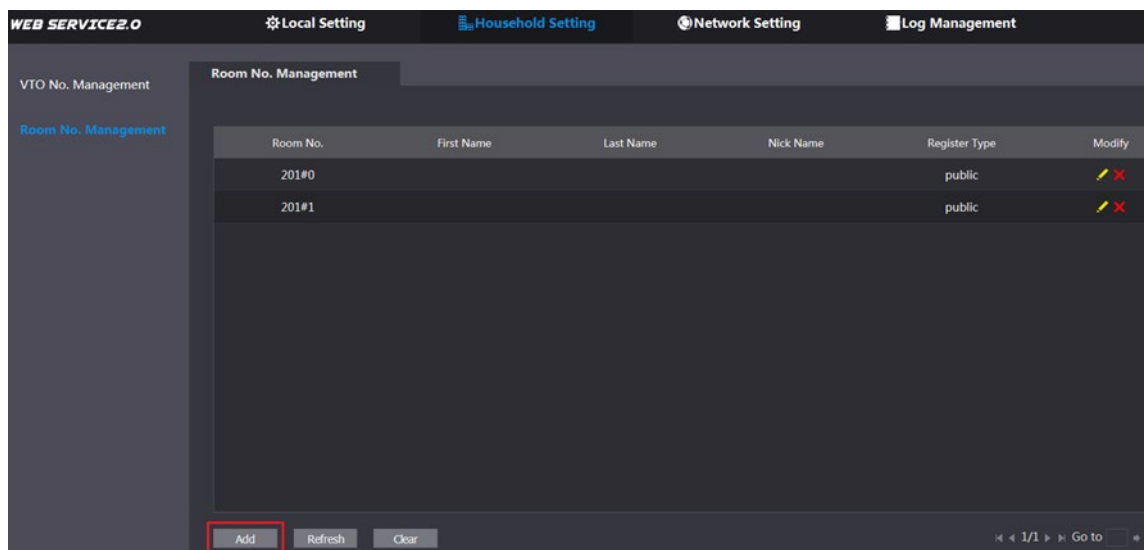 WEB SERVICE2.0 Local Setting Household Setting Network Setting Log Management
Room No. Management
VTO No. Management
Room No. Management
Room No. First Name Last Name Nick Name Register Type Modify
201#0 public
201#1 public
Add Refresh Clear 1/1 Go to